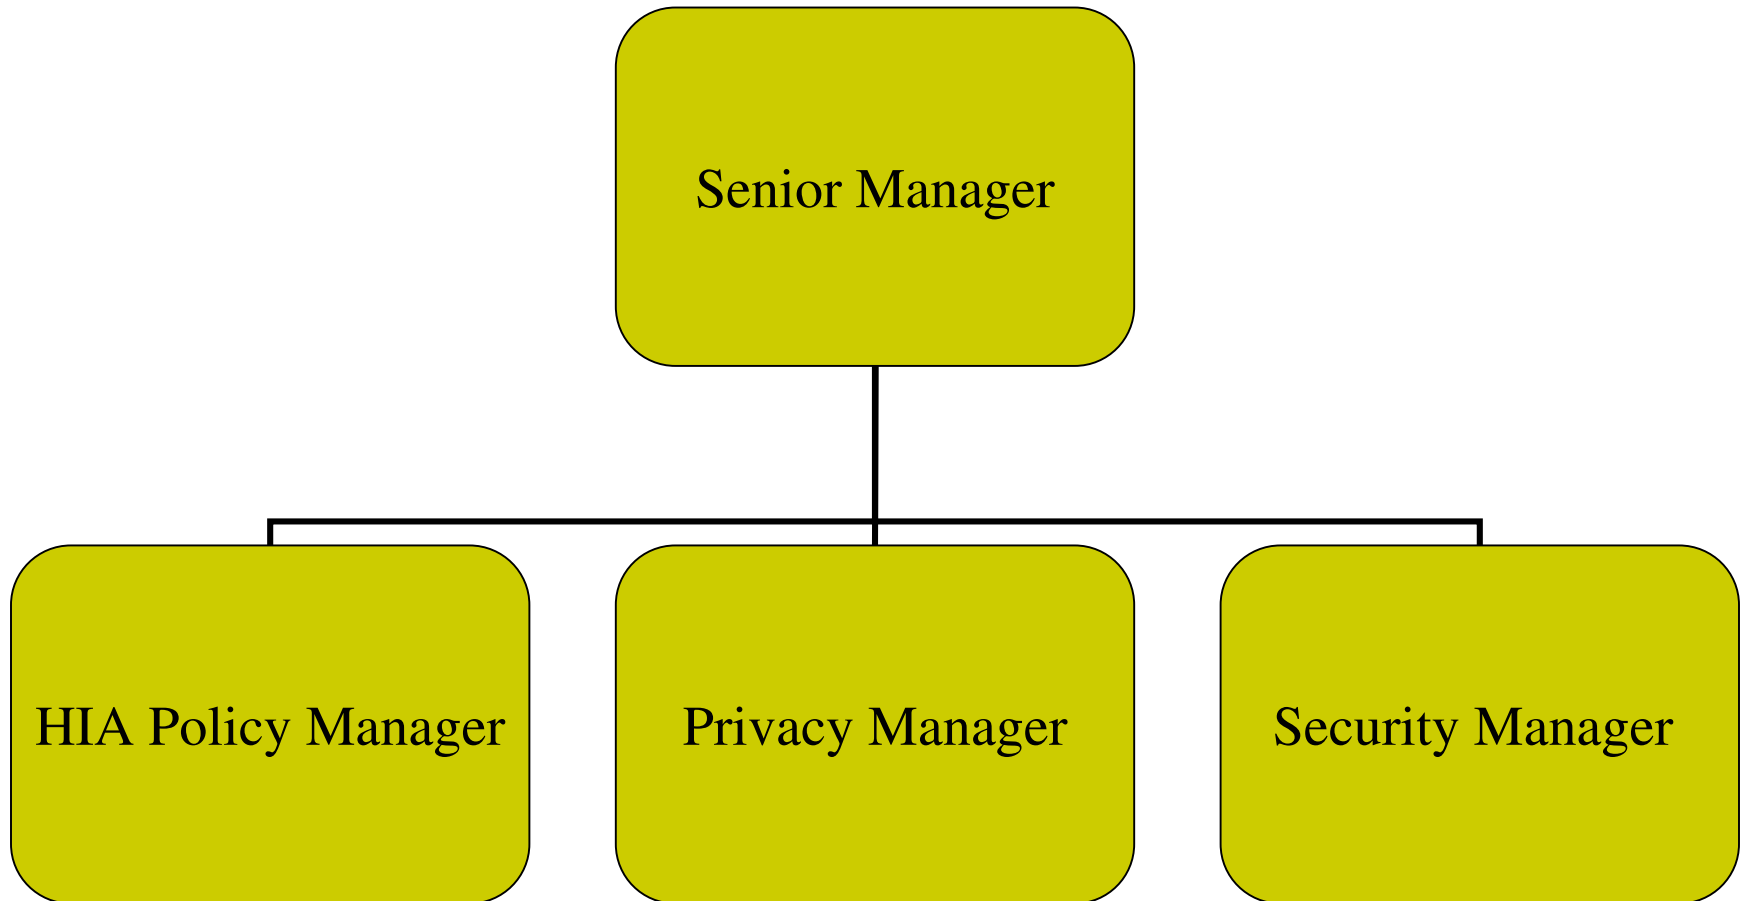 Senior Manager
HIA Policy Manager
Privacy Manager
Security Manager